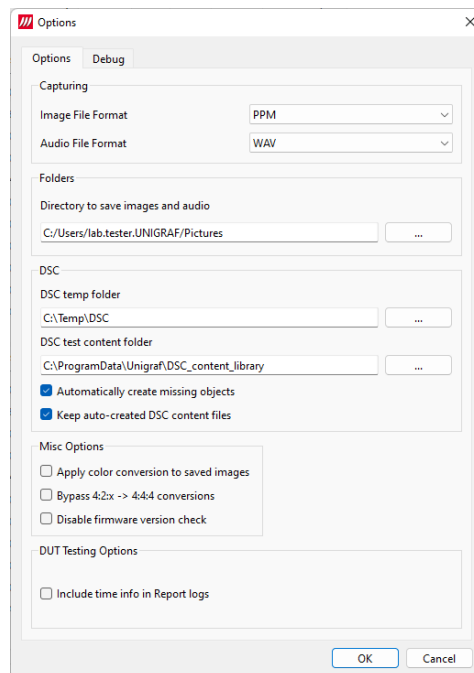 Options
Options Debug
Capturing
Image File Format PPM
Audio File Format WAV
Folders
Directory to save images and audio
C:/Users/lab.tester.UNIGRAF/Pictures ...
DSC
DSC temp folder
C:\Temp\DSC ...
DSC test content folder
C:\ProgramData\Unigraf\DSC_content_library ...
Automatically create missing objects
Keep auto-created DSC content files
Misc Options
Apply color conversion to saved images
Bypass 4:2:x -> 4:4:4 conversions
Disable firmware version check
DUT Testing Options
Include time info in Report logs
OK Cancel